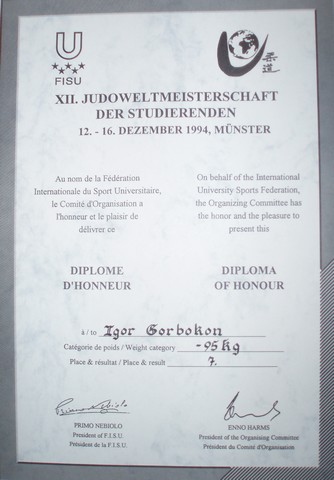 U
FISU
柔道
XII. JUDOWELTMEISTERSCHAFT
DER STUDIERENDEN
12. - 16. DEZEMBER 1994, MÜNSTER
Au nom de la Fédération
Internationale du Sport Universitaire,
le Comité d'Organisation a
l'honneur et le plaisir de
délivrer ce
On behalf of the International
University Sports Federation,
the Organizing Committee has
the honor and the pleasure to
present this
DIPLOME
D'HONNEUR
DIPLOMA
OF HONOUR
à / to Igor Gorbokon
Catégorie de poids / Weight category -95 kg
Place & résultat / Place & result 7.
PRIMO NEBIOLO
President of F.I.S.U.
Président de la F.I.S.U.
ENNO HARMS
President of the Organizing Committee
Président du Comité d'Organisation